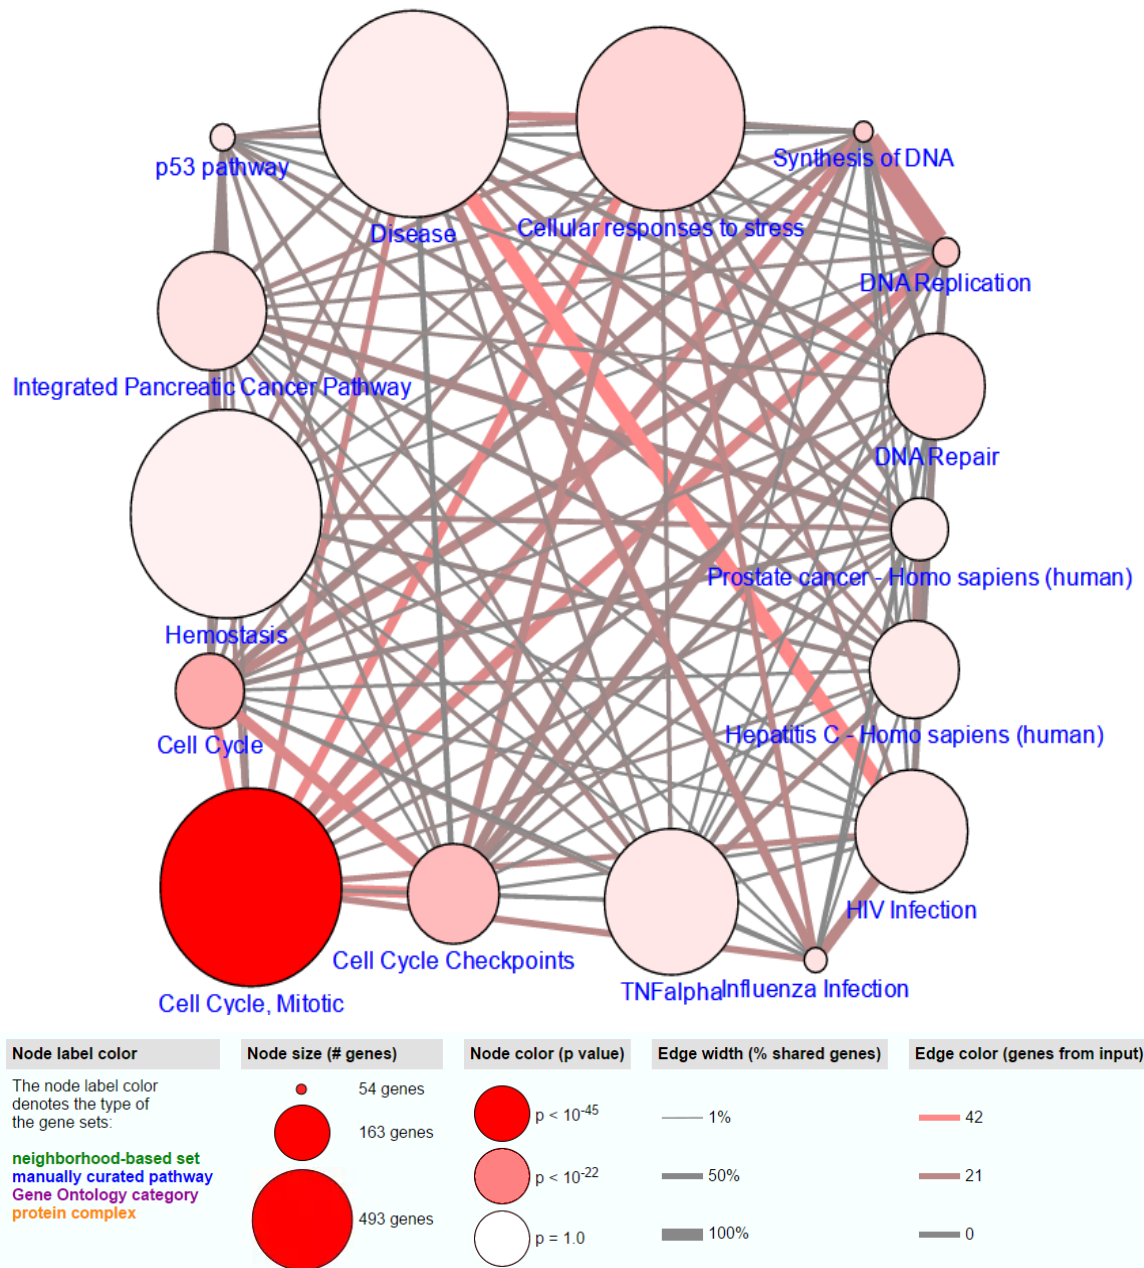 p53 pathway
Disease
Cellular responses to stress
Synthesis of DNA
DNA Replication
Integrated Pancreatic Cancer Pathway
DNA Repair
Prostate cancer - Homo sapiens (human)
Hemostasis
Cell Cycle
Hepatitis C - Homo sapiens (human)
HIV Infection
Cell Cycle Checkpoints
TNFalpha
Influenza Infection
Cell Cycle, Mitotic
Node label color
The node label color
denotes the type of
the gene sets:
neighborhood-based set
manually curated pathway
Gene Ontology category
protein complex
Node size (# genes)
54 genes
163 genes
493 genes
Node color (p value)
p < 10-45
p < 10-22
p = 1.0
Edge width (% shared genes)
1%
50%
100%
Edge color (genes from input)
42
21
0